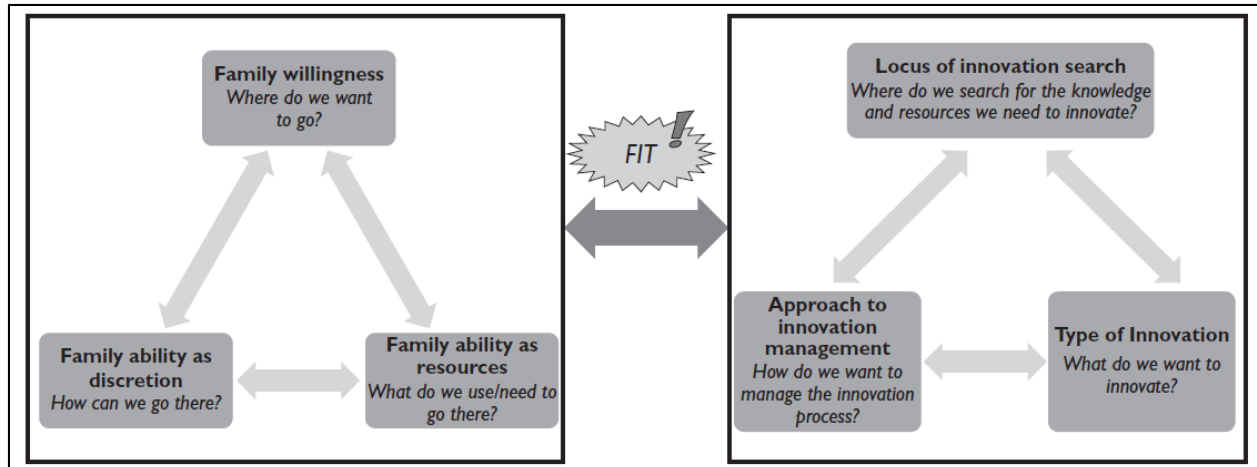 Family willingness
Where do we want
to go?
Family ability as
discretion
How can we go there?
Family ability as
resources
What do we use/need to
go there?
FIT!
Locus of innovation search
Where do we search for the knowledge
and resources we need to innovate?
Approach to
innovation
management
How do we want to
manage the innovation
process?
Type of Innovation
What do we want to
innovate?